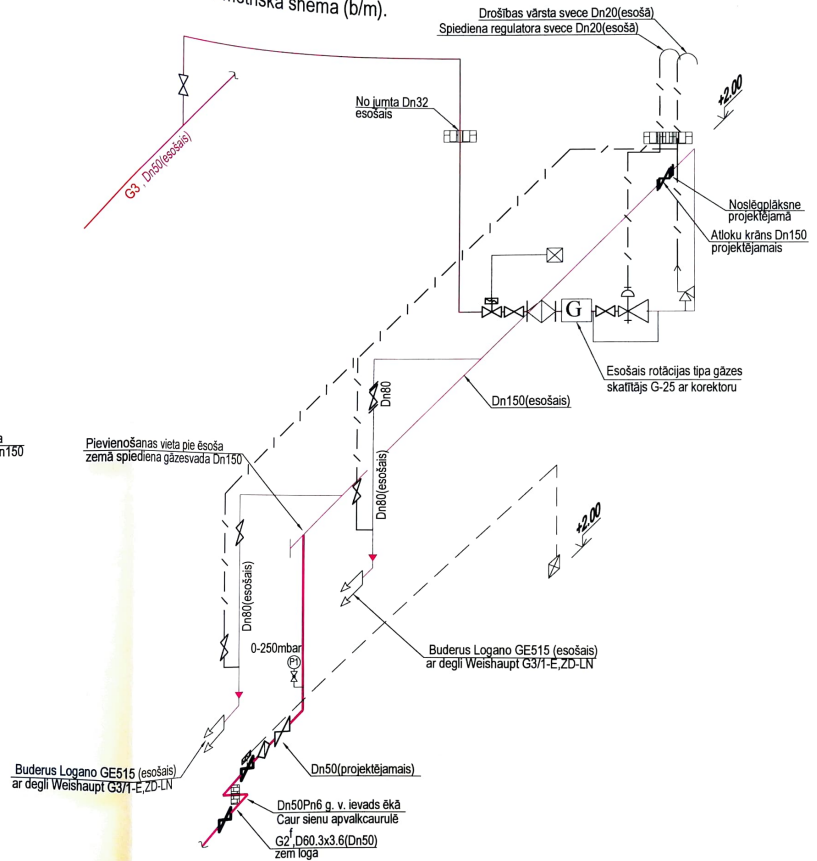 shēma (b/m).
Drošības vārsta svece Dn20(esošā)
Spiediena regulatora svece Dn20(esošā)
+2.00
No jumta Dn32
esošais
G3 , Dn50(esošais)
Noslēgplāksne
projektējamā
Atloku krāns Dn150
projektējamais
G
Esošais rotācijas tipa gāzes
skatītājs G-25 ar korektoru
Dn80
Dn150(esošais)
n150
Pievienošanas vieta pie ēsoša
zemā spiediena gāzesvada Dn150
Dn80(esošais)
+2.00
Dn80(esošais)
0-250mbar
P1
Buderus Logano GE515 (esošais)
ar degli Weishaupt G3/1-E,ZD-LN
Buderus Logano GE515 (esošais)
ar degli Weishaupt G3/1-E,ZD-LN
Dn50(projektējamais)
Dn50Pn6 g. v. ievads ēkā
Caur sienu apvalkcaurulē
G2f,D60.3x3.6(Dn50)
zem loga